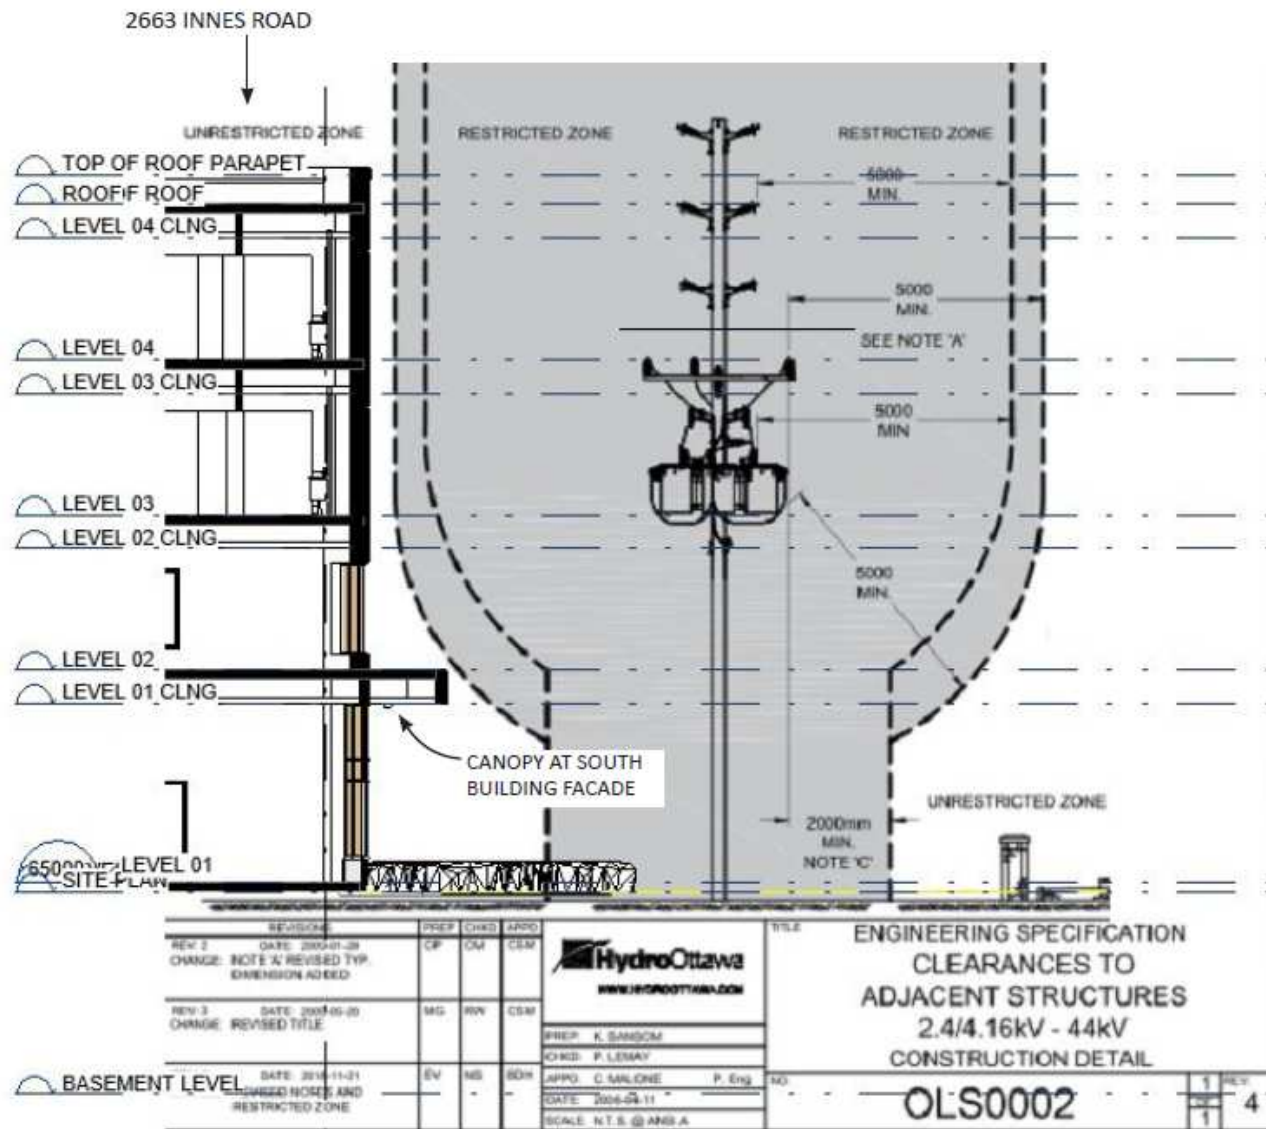 2663 INNES ROAD
UNRESTRICTED ZONE
RESTRICTED ZONE
RESTRICTED ZONE
TOP OF ROOF PARAPET
ROOF
ROOF
LEVEL 04 CLNG
5000
MIN.
5000
MIN.
SEE NOTE 'A'
LEVEL 04
LEVEL 03 CLNG
5000
MIN
LEVEL 03
LEVEL 02 CLNG
5000
MIN.
LEVEL 02
LEVEL 01 CLNG
CANOPY AT SOUTH
BUILDING FACADE
UNRESTRICTED ZONE
2000mm
MIN.
NOTE 'C'
LEVEL 01
SITE PLAN
REVISIONS
PREP
CHKD
APPD
REV: 2
CHANGE: NOTE 'A' REVISED TYP.
DIMENSION ADDED
CSM
REV: 3
CHANGE: REVISED TITLE
MG
RW
CSM
EV
NS
RESTRICTED ZONE
HydroOttawa
WWW.HYDROOTTAWA.COM
PREP: K. SANSOM
CHKD: P. LEMAY
APPD: C. MALONE P. Eng
DATE:
SCALE: N.T.S. @ ANSI A
TITLE
ENGINEERING SPECIFICATION
CLEARANCES TO
ADJACENT STRUCTURES
2.4/4.16kV - 44kV
CONSTRUCTION DETAIL
NO.
OLS0002
1
1
REV:
4
BASEMENT LEVEL